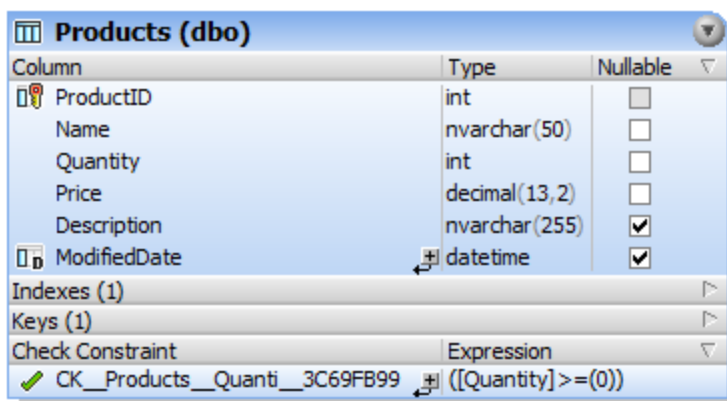 Products (dbo)
Column Type Nullable
ProductID int
Name nvarchar(50)
Quantity int
Price decimal(13,2)
Description nvarchar(255)
D ModifiedDate datetime
Indexes (1)
Keys (1)
Check Constraint Expression
CK__Products__Quanti__3C69FB99 ([Quantity]>=(0))